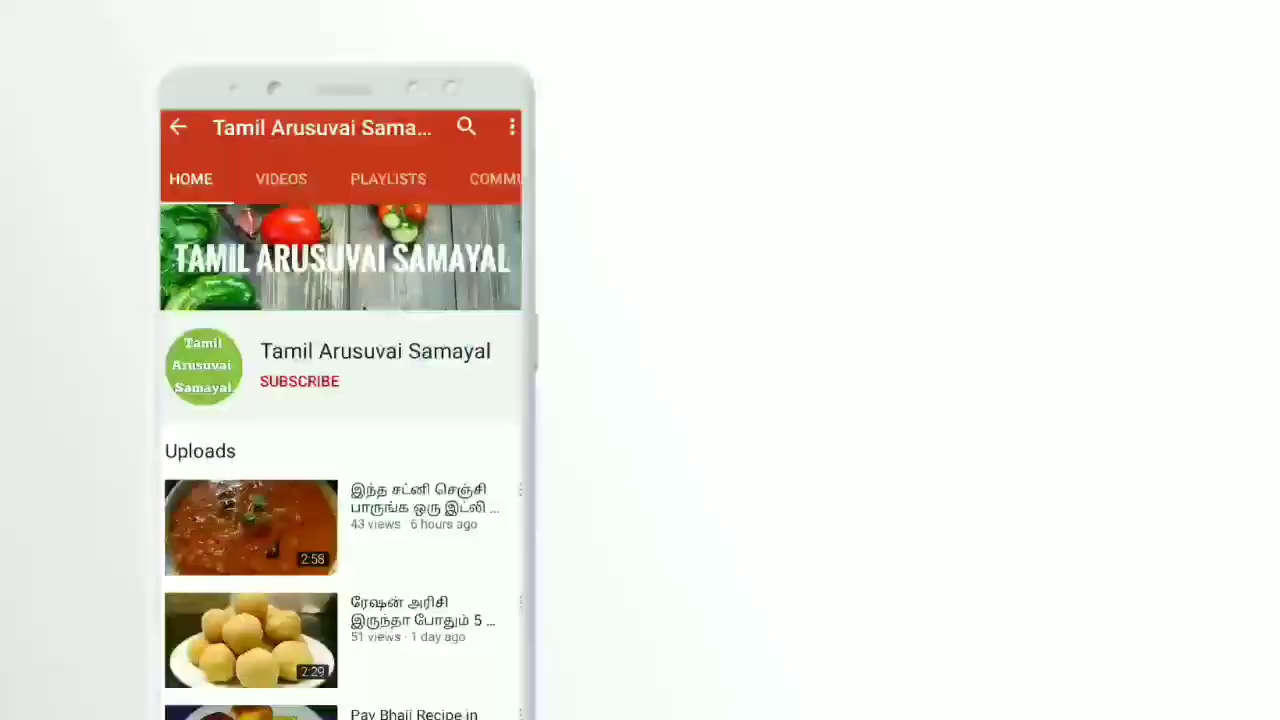 Tamil Arusuvai Sama...
HOME VIDEOS PLAYLISTS COMMU
TAMIL ARUSUVAI SAMAYAL
Tamil
Arusuvai
Samayal
Tamil Arusuvai Samayal
SUBSCRIBE
Uploads
இந்த சட்னி செஞ்சி
பாருங்க ஒரு இட்லி ...
43 views · 6 hours ago
2:58
ரேஷன் அரிசி
இருந்தா போதும் 5 ...
51 views · 1 day ago
2:29
Pav Bhaji Recipe in